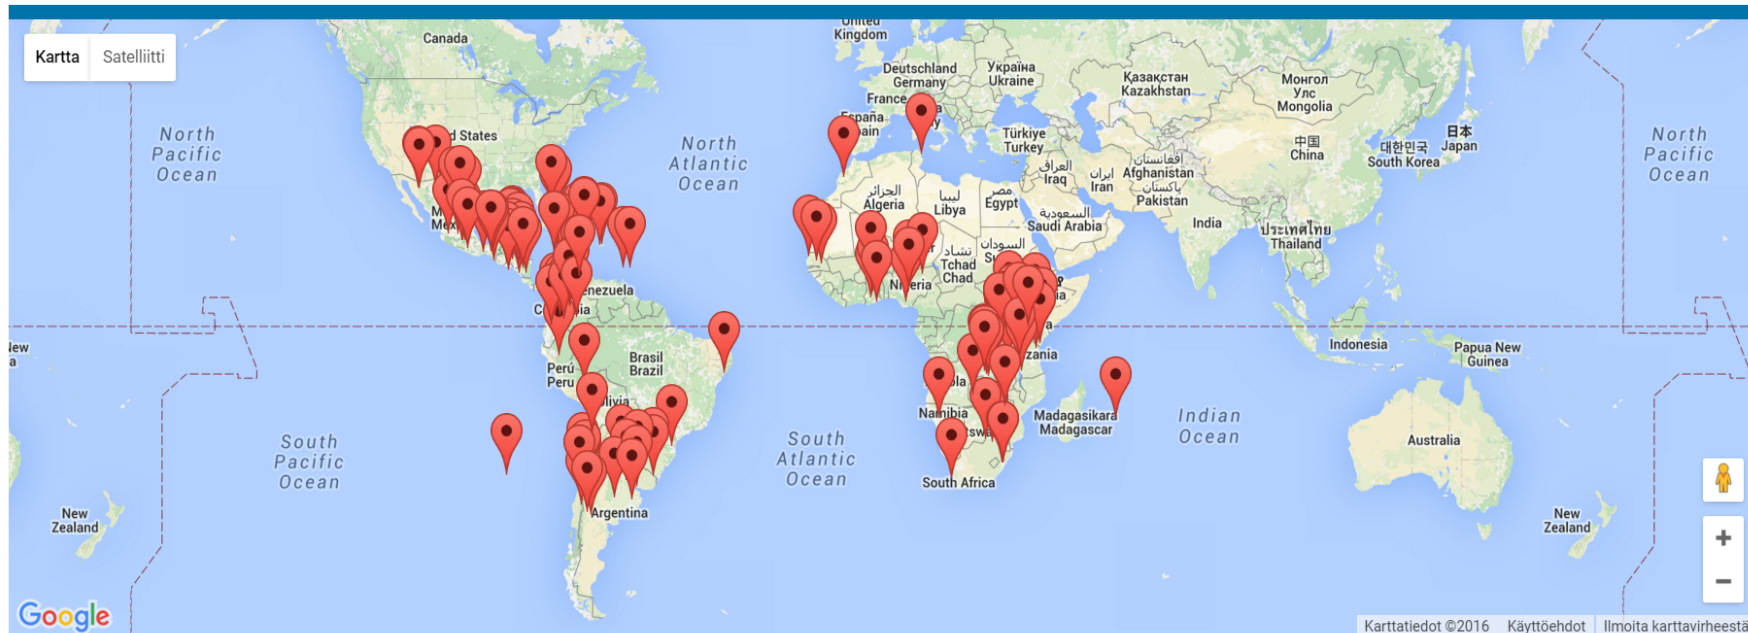 United
Kingdom
Canada
Kartta
Satelliitti
Deutschland
Germany
Україна
Ukraine
Қазақстан
Kazakhstan
Монгол
Улс
Mongolia
France
España
North
Pacific
Ocean
North
Atlantic
Ocean
Türkiye
Turkey
中国
China
대한민국
South Korea
日本
Japan
North
Pacific
Ocean
العراق
Iraq
ایران
Iran
افغانستان
Afghanistan
پاکستان
Pakistan
الجزائر
Algeria
ليبيا
Libya
مصر
Egypt
السعودية
Saudi Arabia
India
ประเทศไทย
Thailand
السودان
تشاد
Tchad
Chad
Indonesia
Papua New
Guinea
Perú
Peru
Brasil
Brazil
Namibia
Madagasikara
Madagascar
Indian
Ocean
South
Pacific
Ocean
South
Atlantic
Ocean
Australia
South Africa
New
Zealand
Argentina
New
Zealand
Google
Karttatiedot ©2016
Käyttöehdot
Ilmoita karttavirheestä